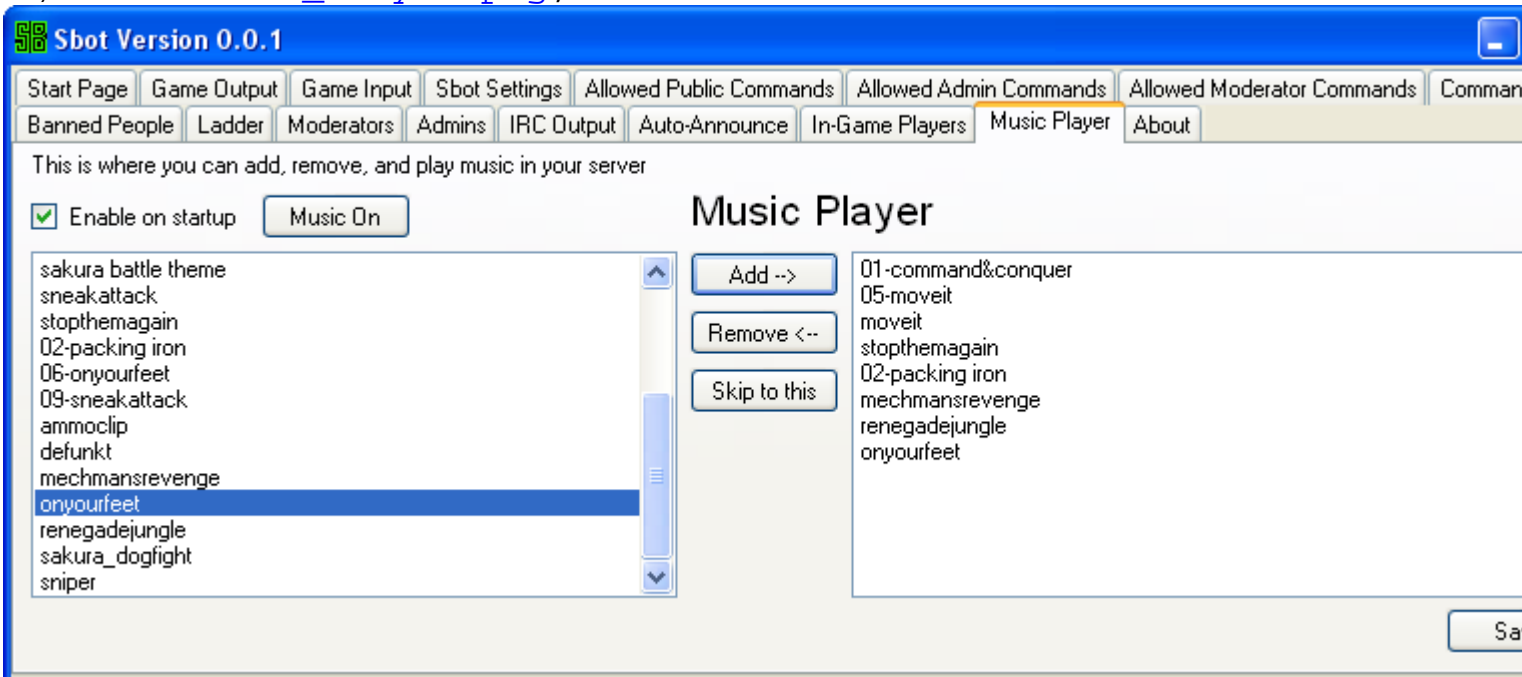 Sbot Version 0.0.1
Start Page Game Output Game Input Sbot Settings Allowed Public Commands Allowed Admin Commands Allowed Moderator Commands Comman
Banned People Ladder Moderators Admins IRC Output Auto-Announce In-Game Players Music Player About
This is where you can add, remove, and play music in your server
Enable on startup Music On Music Player
sakura battle theme
sneakattack
stopthemagain
02-packing iron
06-onyourfeet
09-sneakattack
ammoclip
defunkt
mechmansrevenge
onyourfeet
renegadejungle
sakura_dogfight
sniper
Add -->
Remove <--
Skip to this
01-command&conquer
05-moveit
moveit
stopthemagain
02-packing iron
mechmansrevenge
renegadejungle
onyourfeet
Sa